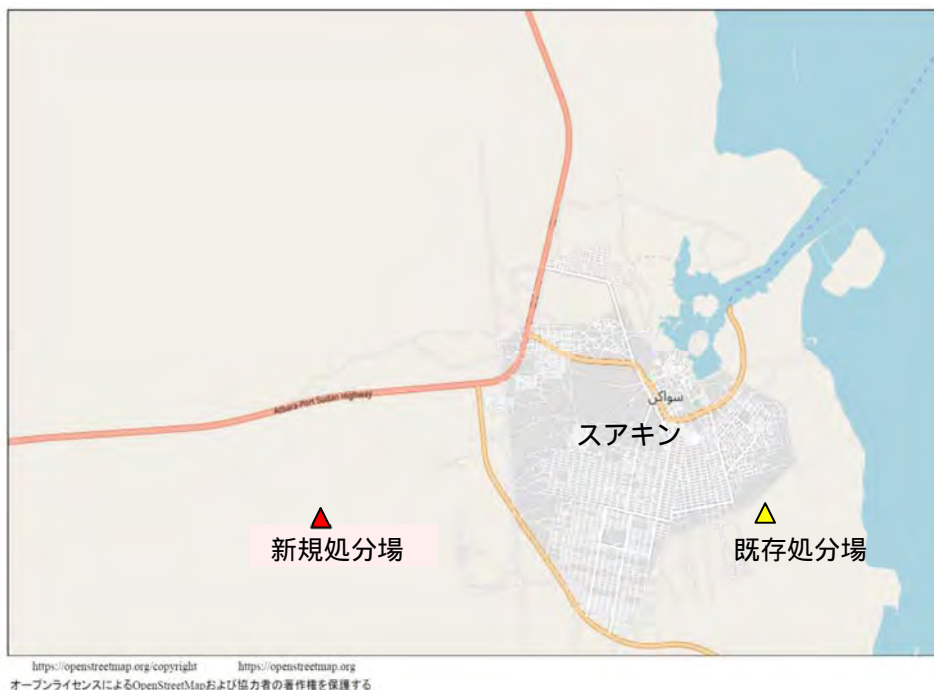 Atbara-Port Sudan Highway
سواكن
スアキン
新規処分場
既存処分場
https://openstreetmap.org/copyright https://openstreetmap.org
オープンライセンスによるOpenStreetMapおよび協力者の著作権を保護する